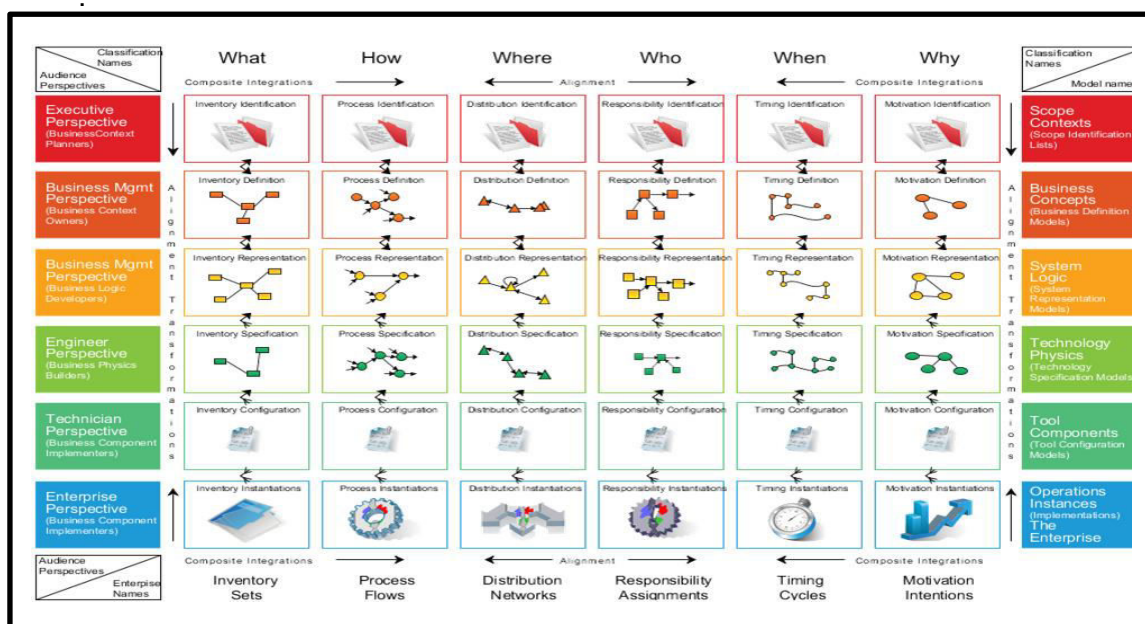 Classification
Names
Audience
Perspectives
What
How
Where
Who
When
Why
Classification
Names
Model name
Composite Integrations
Alignment
Composite Integrations
Executive
Perspective
(BusinessContext
Planners)
Inventory Identification
Process Identification
Distribution Identification
Responsibility Identification
Timing Identification
Motivation Identification
Scope
Contexts
(Scope Identification
Lists)
Business Mgmt
Perspective
(Business Context
Owners)
Inventory Definition
Process Definition
Distribution Definition
Responsibility Definition
Timing Definition
Motivation Definition
Business
Concepts
(Business Definition
Models)
Alignment Transformations
Business Mgmt
Perspective
(Business Logic
Developers)
Inventory Representation
Process Representation
Distribution Representation
Responsibility Representation
Timing Representation
Motivation Representation
System
Logic
(System
Representation
Models)
Alignment Transformations
Engineer
Perspective
(Business Physics
Builders)
Inventory Specification
Process Specification
Distribution Specification
Responsibility Specification
Timing Specification
Motivation Specification
Technology
Physics
(Technology
Specification Models
Technician
Perspective
(Business Component
Implementers)
Inventory Configuration
Process Configuration
Distribution Configuration
Responsibility Configuration
Timing Configuration
Motivation Configuration
Tool
Components
(Tool Configuration
Models)
Enterprise
Perspective
(Business Component
Implementers)
Inventory Instantiations
Process Instantiations
Distribution Instantiations
Responsibility Instantiations
Timing Instantiations
Motivation Instantiations
Operations
Instances
(Implementations)
The
Enterprise
Audience
Perspectives
Enterpise
Names
Composite Integrations
Alignment
Composite Integrations
Inventory
Sets
Process
Flows
Distribution
Networks
Responsibility
Assignments
Timing
Cycles
Motivation
Intentions
Audience
Perspectives
Enterpise
Names